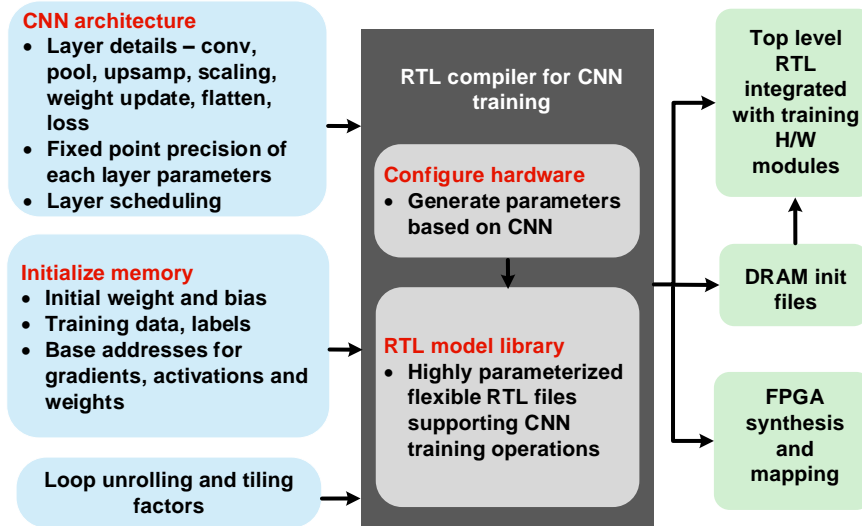 CNN architecture
• Layer details – conv,
pool, upsamp, scaling,
weight update, flatten,
loss
• Fixed point precision of
each layer parameters
• Layer scheduling
Initialize memory
• Initial weight and bias
• Training data, labels
• Base addresses for
gradients, activations and
weights
Loop unrolling and tiling
factors
RTL compiler for CNN
training
Configure hardware
• Generate parameters
based on CNN
RTL model library
• Highly parameterized
flexible RTL files
supporting CNN
training operations
Top level
RTL
integrated
with training
H/W
modules
DRAM init
files
FPGA
synthesis
and
mapping